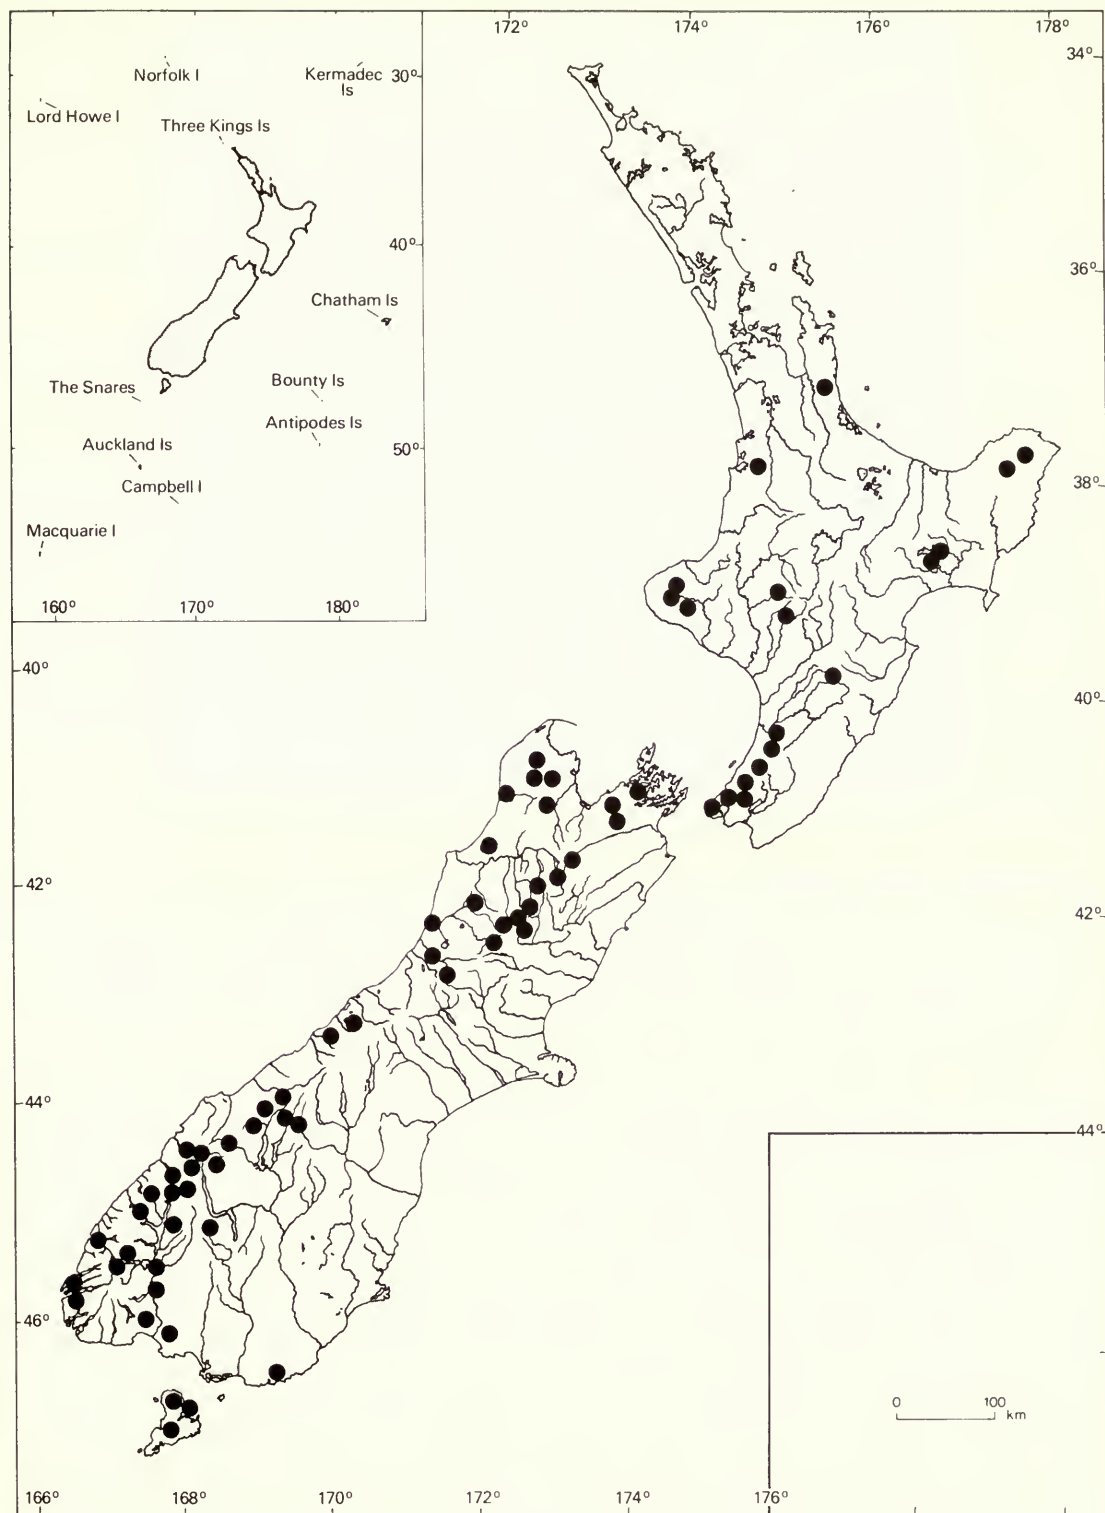 172° 174° 176° 178°
34°
Norfolk I
Kermadec Is
30°
Lord Howe I
Three Kings Is
40°
36°
Chatham Is
The Snares
Bounty Is
Antipodes Is
Auckland Is
50°
Campbell I
38°
Macquarie I
160° 170° 180°
40°
40°
42°
42°
44°
44°
46°
0 100
km
166° 168° 170° 172° 174° 176°